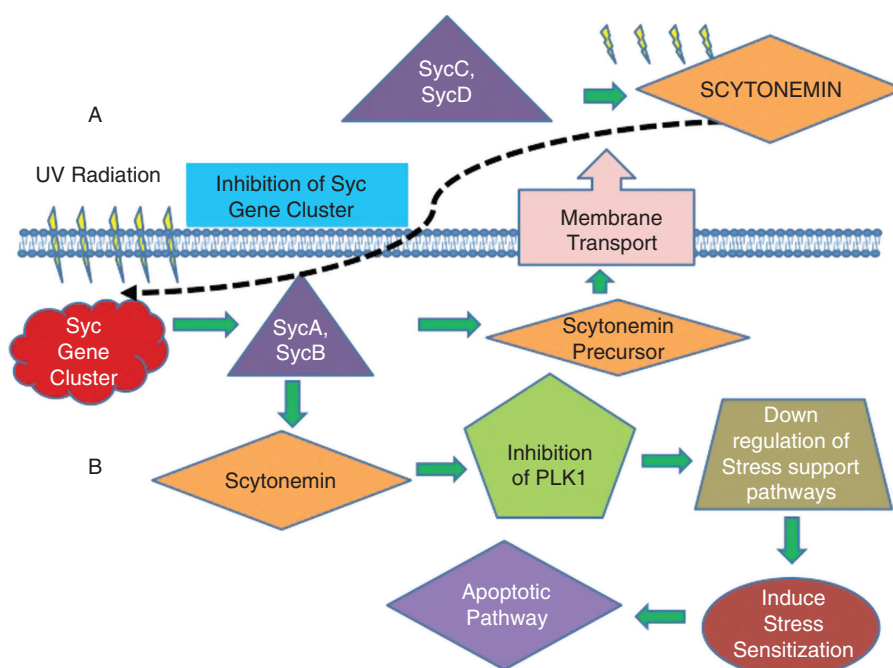 SycC,
SycD
SCYTONEMIN
A
UV Radiation
Inhibition of Syc
Gene Cluster
Membrane
Transport
Syc
Gene
Cluster
SycA,
SycB
Scytonemin
Precursor
B
Scytonemin
Inhibition
of PLK1
Down
regulation of
Stress support
pathways
Apoptotic
Pathway
Induce
Stress
Sensitization